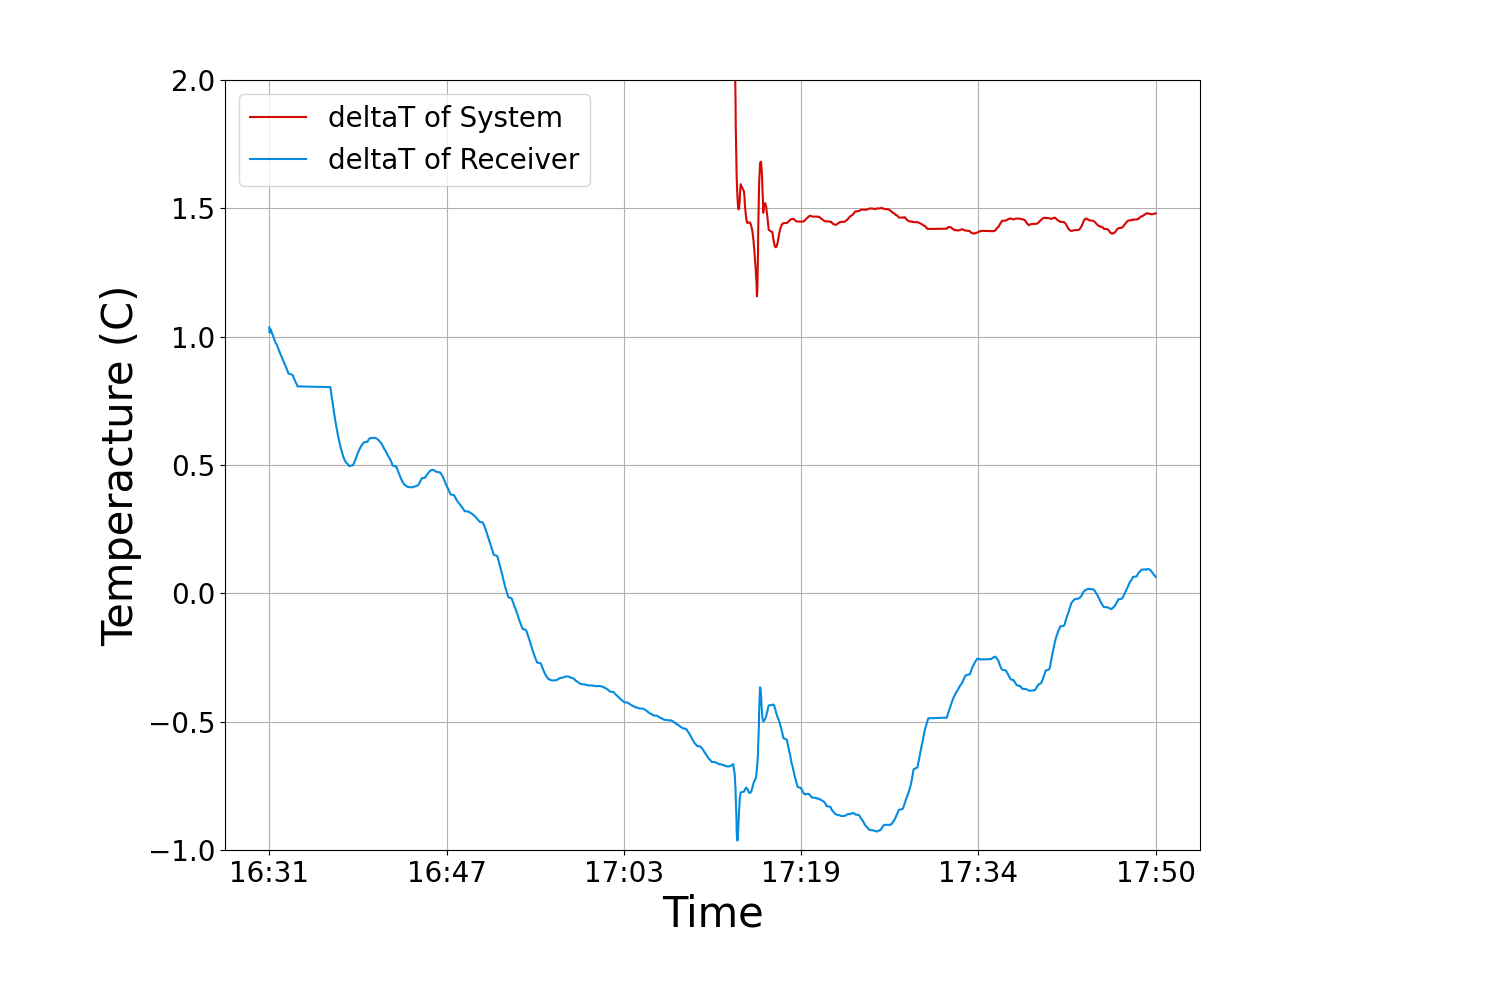 deltaT of System
deltaT of Receiver
Temperacture (C)
2.0
1.5
1.0
0.5
0.0
−0.5
−1.0
16:31 16:47 17:03 17:19 17:34 17:50
Time